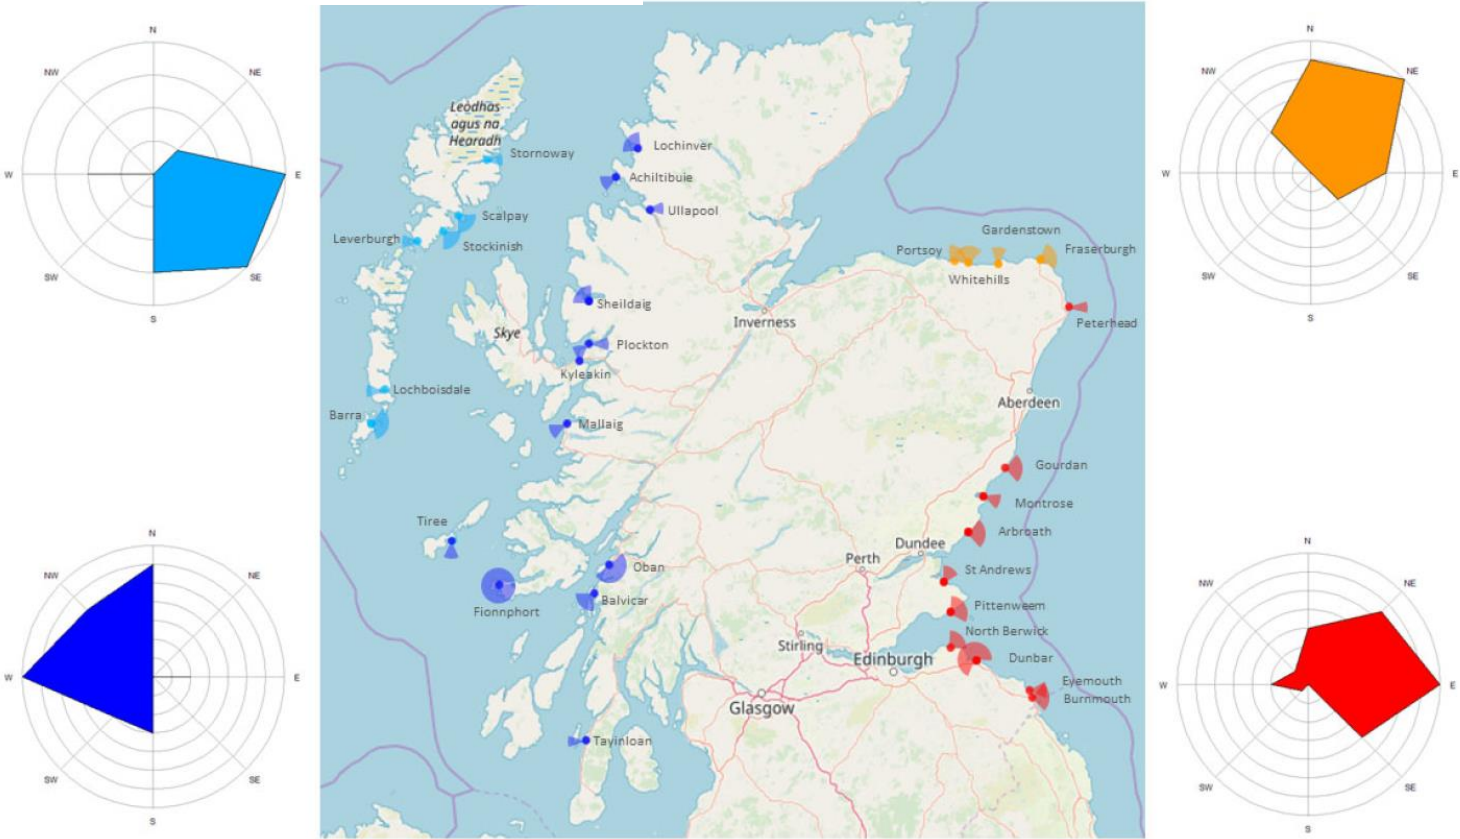 N
NW
NE
W
E
SW
SE
S
N
NW
NE
W
E
SW
SE
S
Leodhas
agus na
Hearadh
Stornoway
Lochinver
Achiltibuie
Ullapool
Scalpay
Leverburgh
Stockinish
Gardenstown
Portsoy
Fraserburgh
Whitehills
Sheildaig
Peterhead
Inverness
Skye
Plockton
Kyleakin
Lochboisdale
Aberdeen
Barra
Mallaig
Gourdan
Montrose
Tiree
Arbroath
Dundee
Perth
Oban
St Andrews
Fionnphort
Balvicar
Pittenweem
North Berwick
Stirling
Edinburgh
Dunbar
Eyemouth
Burnmouth
Glasgow
Tayinloan
N
NW
NE
W
E
SW
SE
S
N
NW
NE
W
E
SW
SE
S